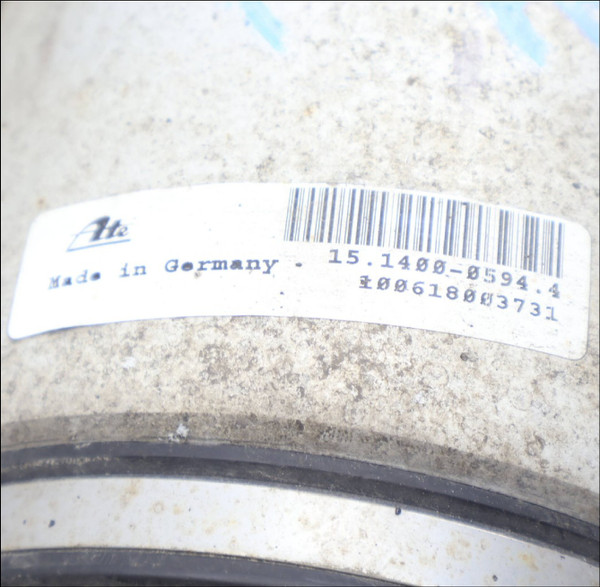 Ate
Made in Germany . 15.1400-0594.4
100618003731